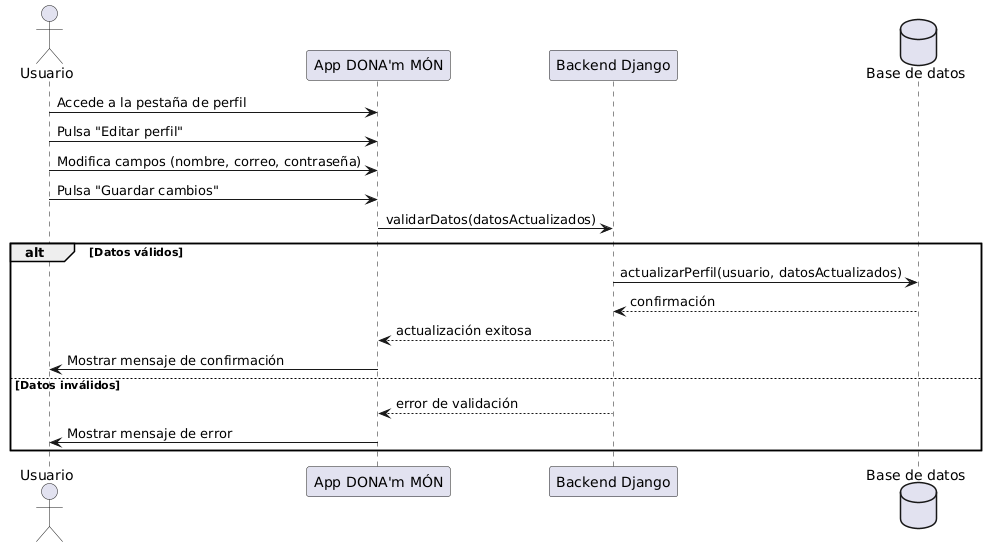 Usuario
App DONA'm MÓN
Backend Django
Base de datos
Accede a la pestaña de perfil
Pulsa "Editar perfil"
Modifica campos (nombre, correo, contraseña)
Pulsa "Guardar cambios"
validarDatos(datosActualizados)
alt [Datos válidos]
actualizarPerfil(usuario, datosActualizados)
confirmación
actualización exitosa
Mostrar mensaje de confirmación
[Datos inválidos]
error de validación
Mostrar mensaje de error
Usuario
App DONA'm MÓN
Backend Django
Base de datos